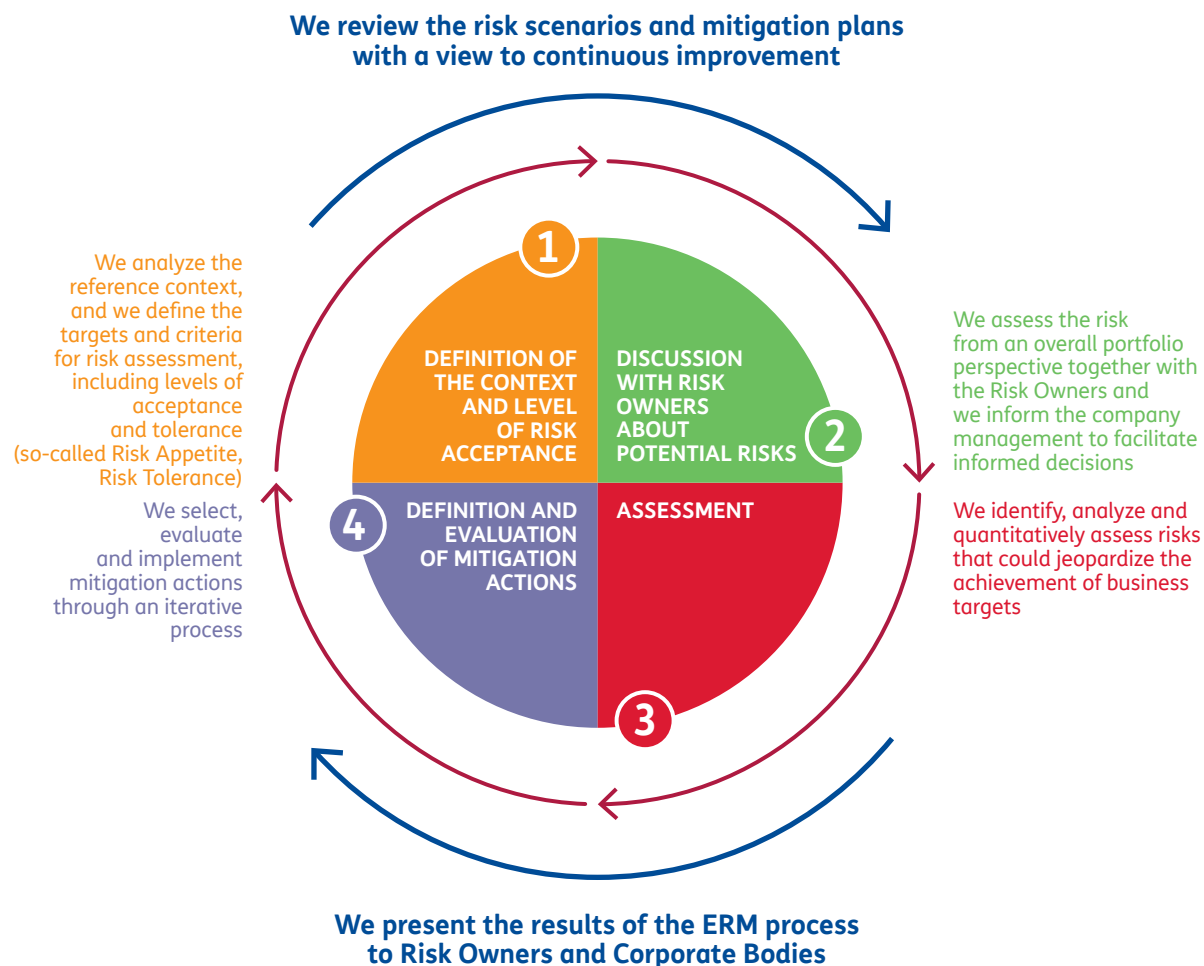 We review the risk scenarios and mitigation plans
with a view to continuous improvement
We analyze the
reference context,
and we define the
targets and criteria
for risk assessment,
including levels of
acceptance
and tolerance
(so-called Risk Appetite,
Risk Tolerance)
1
DEFINITION OF
THE CONTEXT
AND LEVEL
OF RISK
ACCEPTANCE
DISCUSSION
WITH RISK
OWNERS
ABOUT
POTENTIAL RISKS
2
We assess the risk
from an overall portfolio
perspective together with
the Risk Owners and
we inform the company
management to facilitate
informed decisions
We select,
evaluate
and implement
mitigation actions
through an iterative
process
4
DEFINITION AND
EVALUATION
OF MITIGATION
ACTIONS
ASSESSMENT
3
We identify, analyze and
quantitatively assess risks
that could jeopardize the
achievement of business
targets
We present the results of the ERM process
to Risk Owners and Corporate Bodies